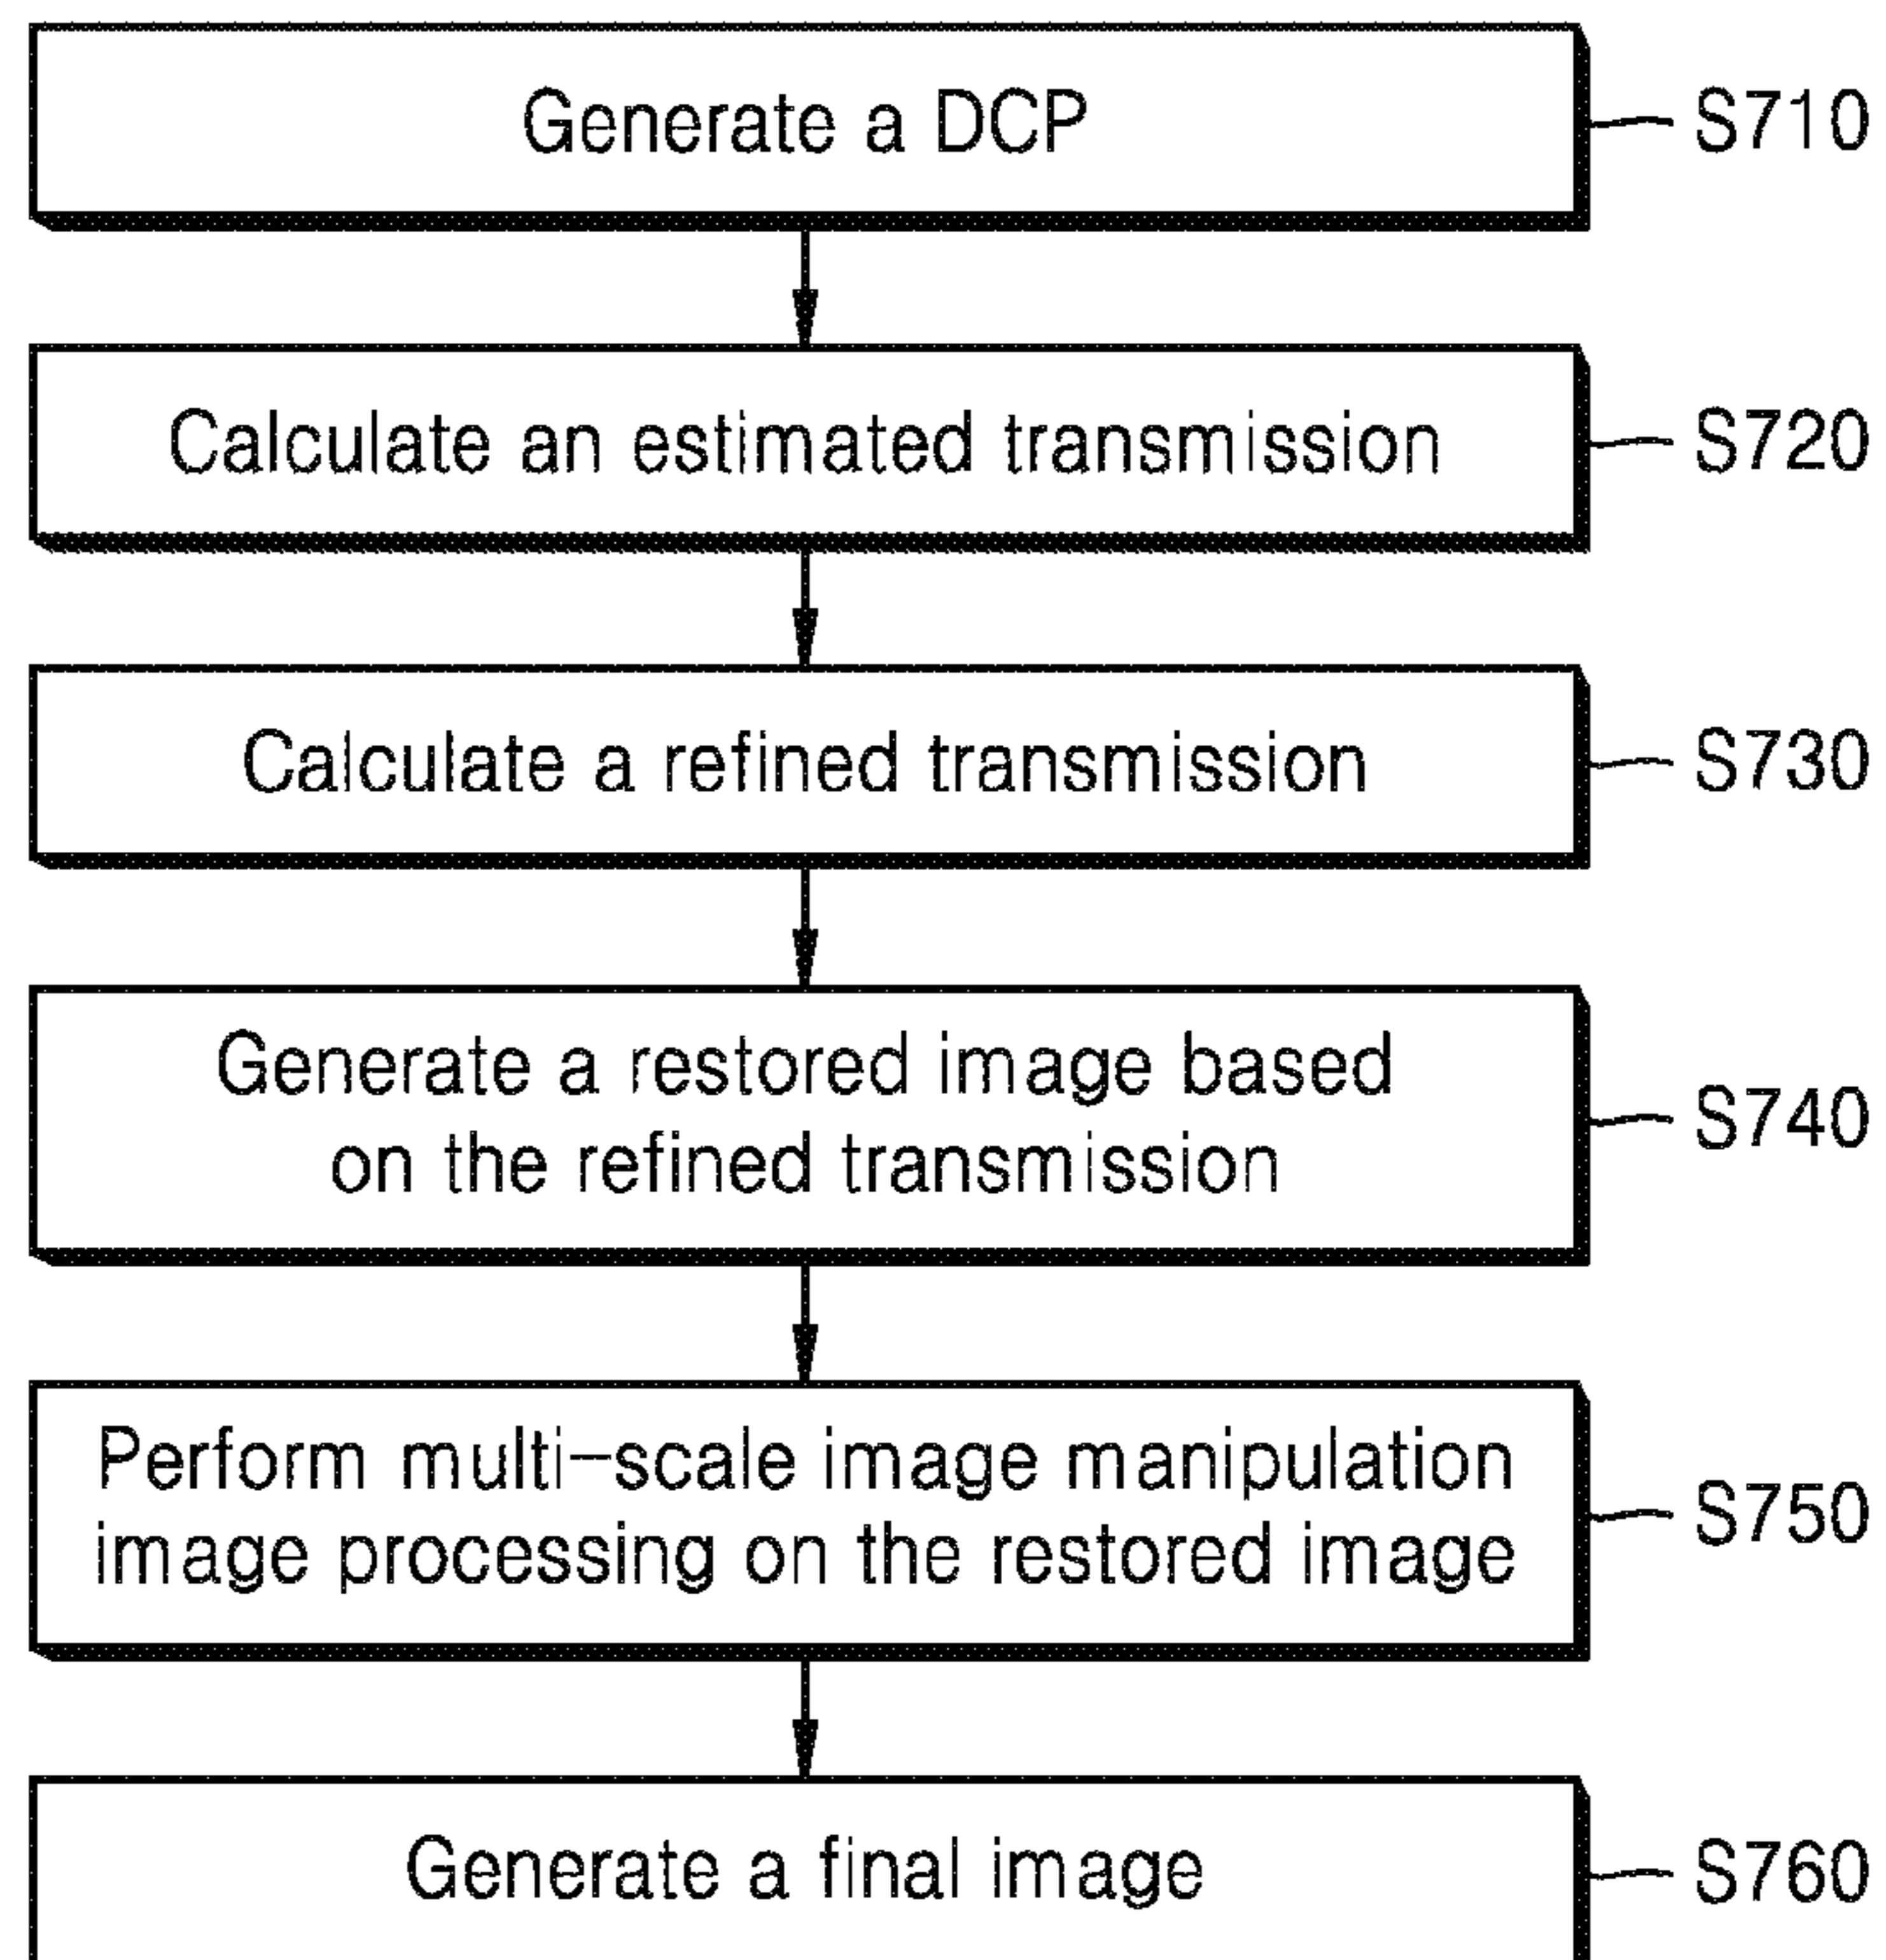 Generate a DCP
S710
Calculate an estimated transmission
S720
Calculate a refined transmission
S730
Generate a restored image based
on the refined transmission
S740
Perform multi-scale image manipulation
image processing on the restored image
S750
Generate a final image
S760